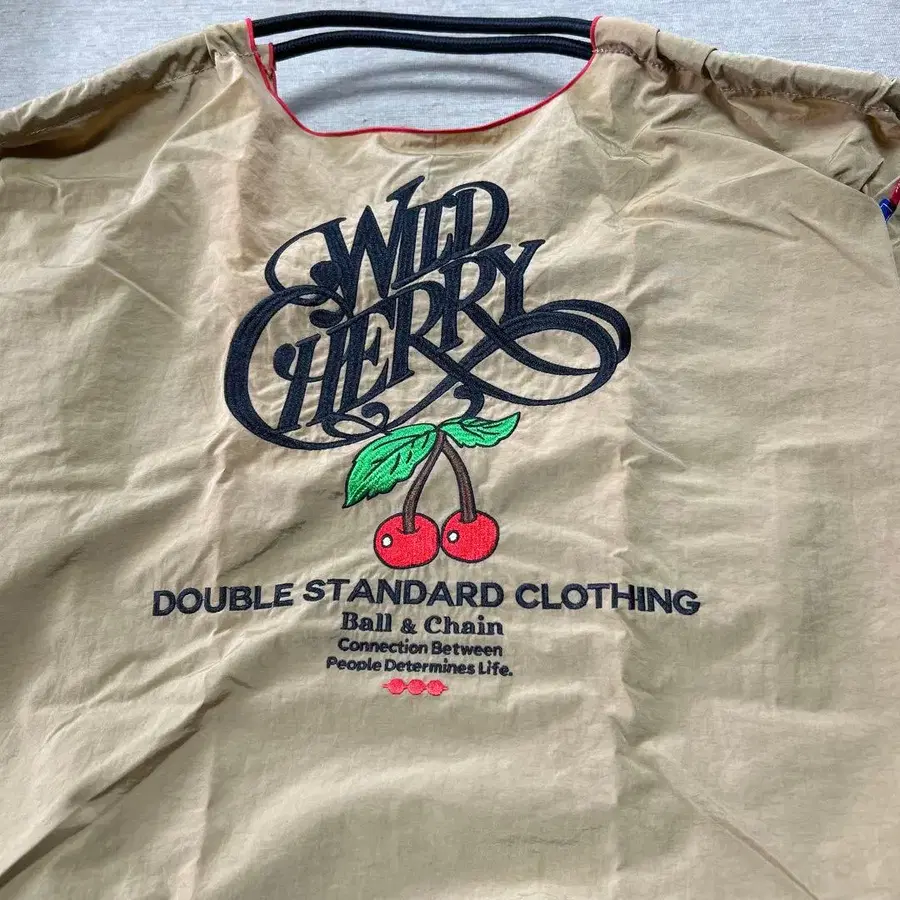 WILD
CHERRY
DOUBLE STANDARD CLOTHING
Ball & Chain
Connection Between
People Determines Life.